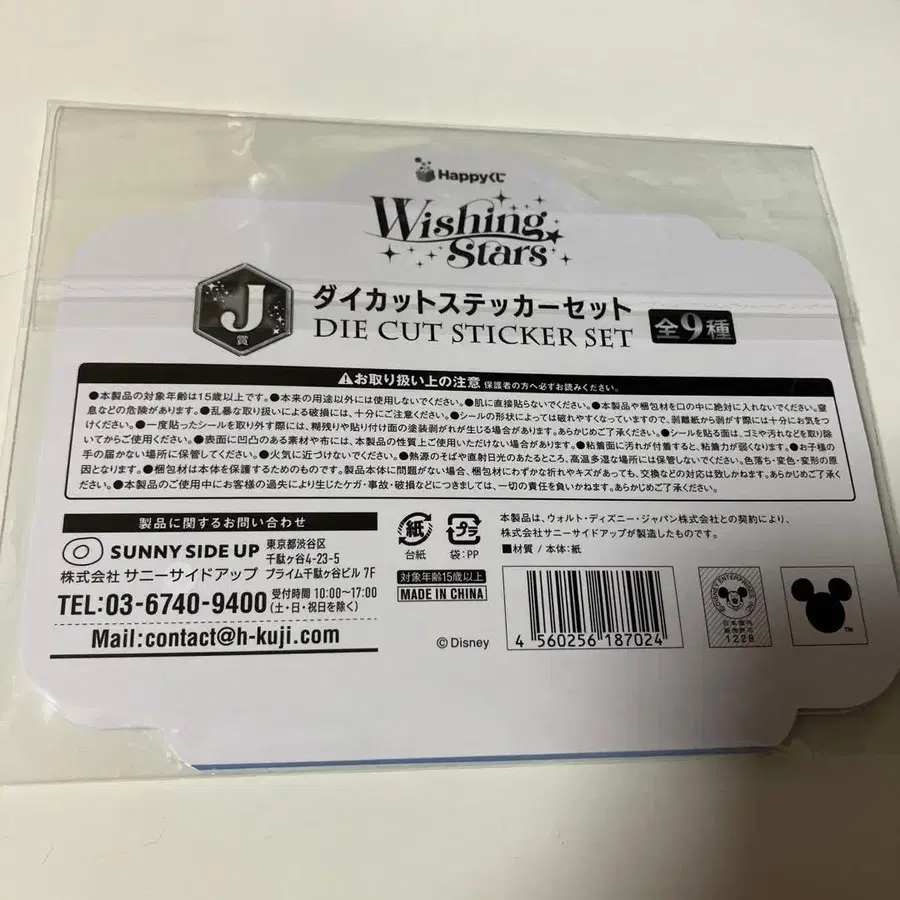 Happyくじ
Wishing
Stars
J
賞
ダイカットステッカーセット
DIE CUT STICKER SET
全9種
⚠お取り扱い上の注意 保護者の方へ必ずお読みください。
●本製品の対象年齢は15歳以上です。●本来の用途以外には使用しないでください。●肌に直接貼らないでください。●本製品や梱包材を口の中に絶対に入れないでください。窒
息などの危険があります。●乱暴な取り扱いによる破損には、十分にご注意ください。●シールの形状によっては破れやすくなっていますので、剥離紙から剥がす際には十分にお気をつ
けください。●一度貼ったシールを取り外す際には、糊残りや貼り付け面の塗装剥がれが生じる場合があります。あらかじめご了承ください。●シールを貼る面は、ゴミや汚れなどを取り除
いてからご使用ください。●表面に凹凸のある素材や布には、本製品の性質上ご使用いただけない場合があります。●粘着面に汚れが付着すると、粘着力が弱くなります。●お子様の
手の届かない場所に保管してください。●火気に近づけないでください。●熱源のそばや直射日光のあたるところ、高温多湿な場所には保管しないでください。色落ち・変色・変形の原
因となります。●梱包材は本体を保護するためのものです。製品本体に問題がない場合、梱包材にわずかな折れやキズがあっても、交換などの対応は致しかねます。あらかじめご了承く
ださい。●本製品のご使用中にお客様の過失により生じたケガ・事故・破損などにつきましては、一切の責任を負いかねます。あらかじめご了承ください。
製品に関するお問い合わせ
SUNNY SIDE UP
株式会社 サニーサイドアップ
東京都渋谷区
千駄ヶ谷4-23-5
プライム千駄ヶ谷ビル 7F
TEL:03-6740-9400
受付時間 10:00〜17:00
(土・日・祝日を除く)
Mail:contact@h-kuji.com
紙
台紙
プラ
袋:PP
対象年齢15歳以上
MADE IN CHINA
©Disney
本製品は、ウォルト・ディズニー・ジャパン株式会社との契約により、
株式会社サニーサイドアップが製造したものです。
■材質 / 本体:紙
4 560256 187024
©DISNEY ENTERPRISES, INC.
日本国内
販売許可
1228
TM